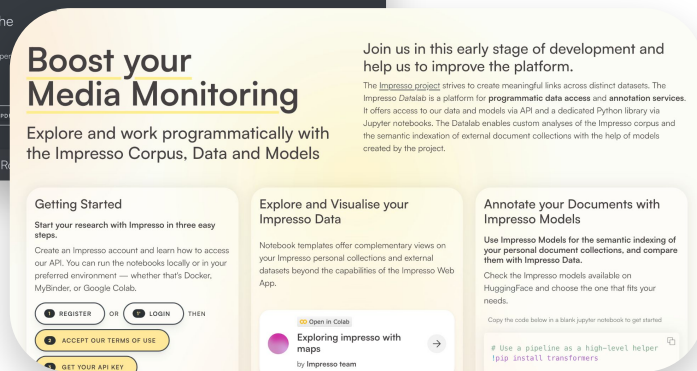 he
Boost your
Media Monitoring
Explore and work programmatically with
the Impresso Corpus, Data and Models
Join us in this early stage of development and
help us to improve the platform.
The Impresso project strives to create meaningful links across distinct datasets. The
Impresso Datalab is a platform for programmatic data access and annotation services.
It offers access to our data and models via API and a dedicated Python library via
Jupyter notebooks. The Datalab enables custom analyses of the Impresso corpus and
the semantic indexation of external document collections with the help of models
created by the project.
Getting Started
Start your research with Impresso in three easy
steps.
Create an Impresso account and learn how to access
our API. You can run the notebooks locally or in your
preferred environment — whether that's Docker,
MyBinder, or Google Colab.
1 REGISTER OR 1' LOGIN THEN
2 ACCEPT OUR TERMS OF USE
GET YOUR API KEY
Explore and Visualise your
Impresso Data
Notebook templates offer complementary views on
your Impresso personal collections and external
datasets beyond the capabilities of the Impresso Web
App.
Open in Colab
Exploring impresso with
maps
by Impresso team
Annotate your Documents with
Impresso Models
Use Impresso Models for the semantic indexing of
your personal document collections, and compare
them with Impresso Data.
Check the Impresso models available on
HuggingFace and choose the one that fits your
needs.
Copy the code below in a blank jupyter notebook to get started
# Use a pipeline as a high-level helper
!pip install transformers